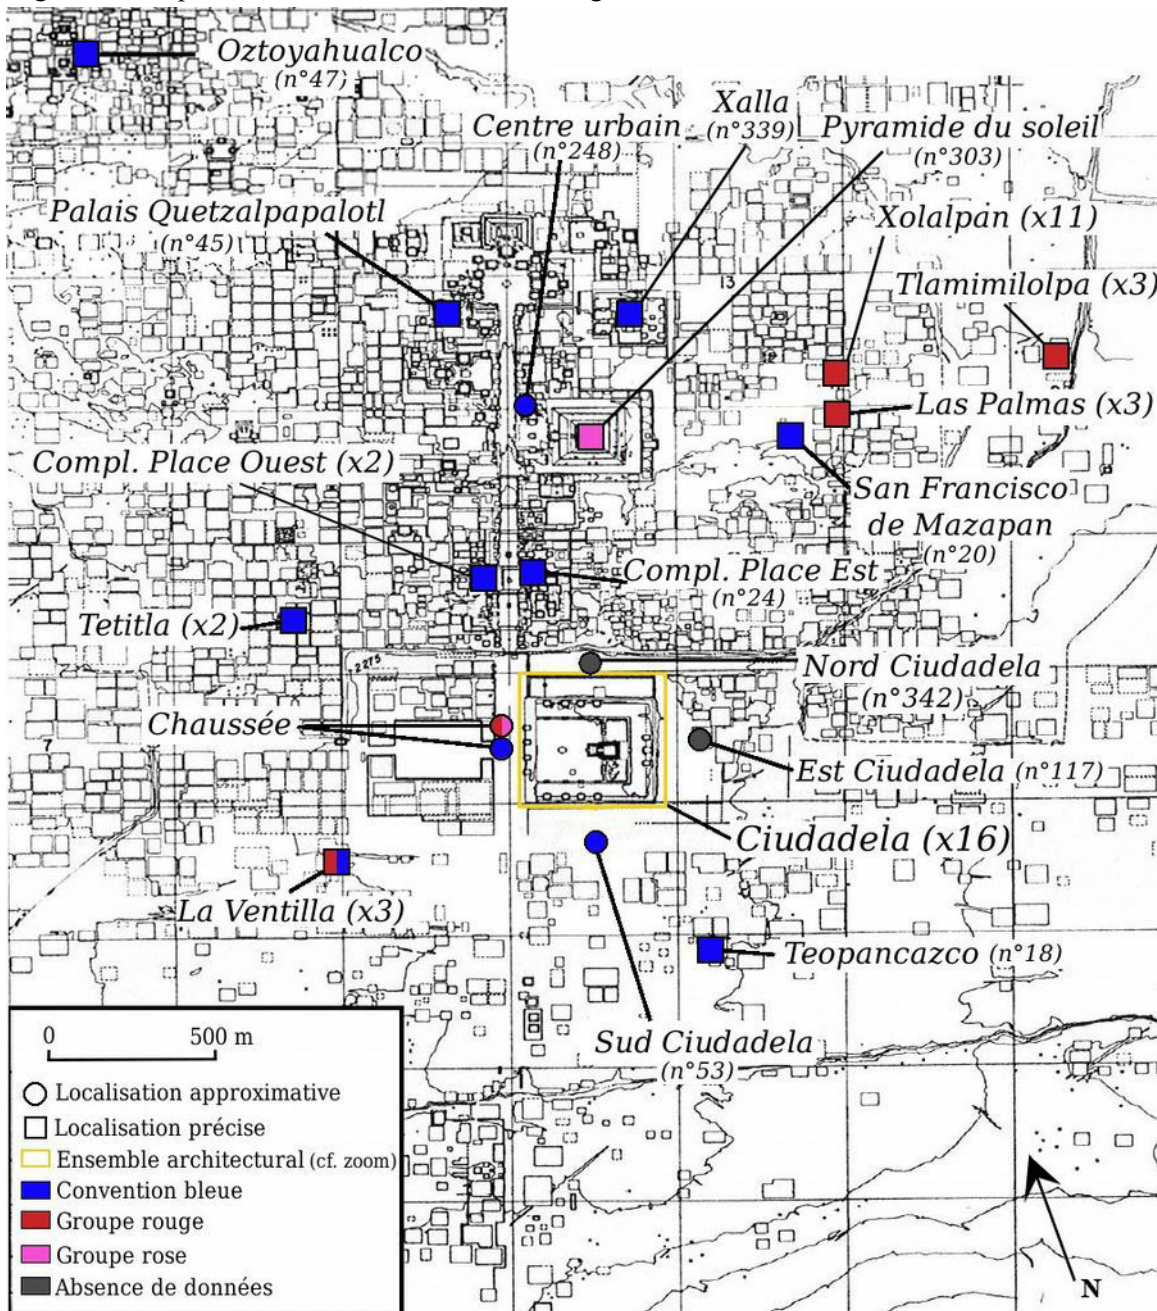 Oztoyahualco
(n°47)
Xalla
(n°339)
Centre urbain
(n°248)
Pyramide du soleil
(n°303)
Palais Quetzalpapalotl
(n°45)
Xolalpan (x11)
13
Tlamimilolpa (x3)
Las Palmas (x3)
Compl. Place Ouest (x2)
San Francisco
de Mazapan
(n°20)
Compl. Place Est
(n°24)
Tetitla (x2)
2275
Nord Ciudadela
(n°342)
Chaussée
7
Est Ciudadela (n°117)
Ciudadela (x16)
La Ventilla (x3)
Teopancazco (n°18)
Sud Ciudadela
(n°53)
0 500 m
Localisation approximative
Localisation précise
Ensemble architectural (cf. zoom)
Convention bleue
Groupe rouge
Groupe rose
Absence de données
N